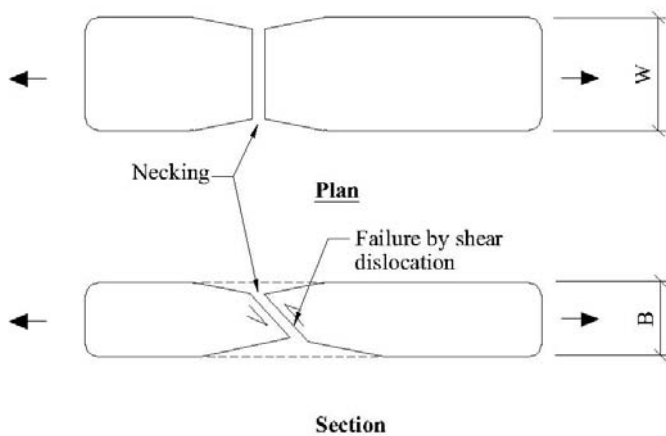 W
Necking
Plan
Failure by shear
dislocation
B
Section